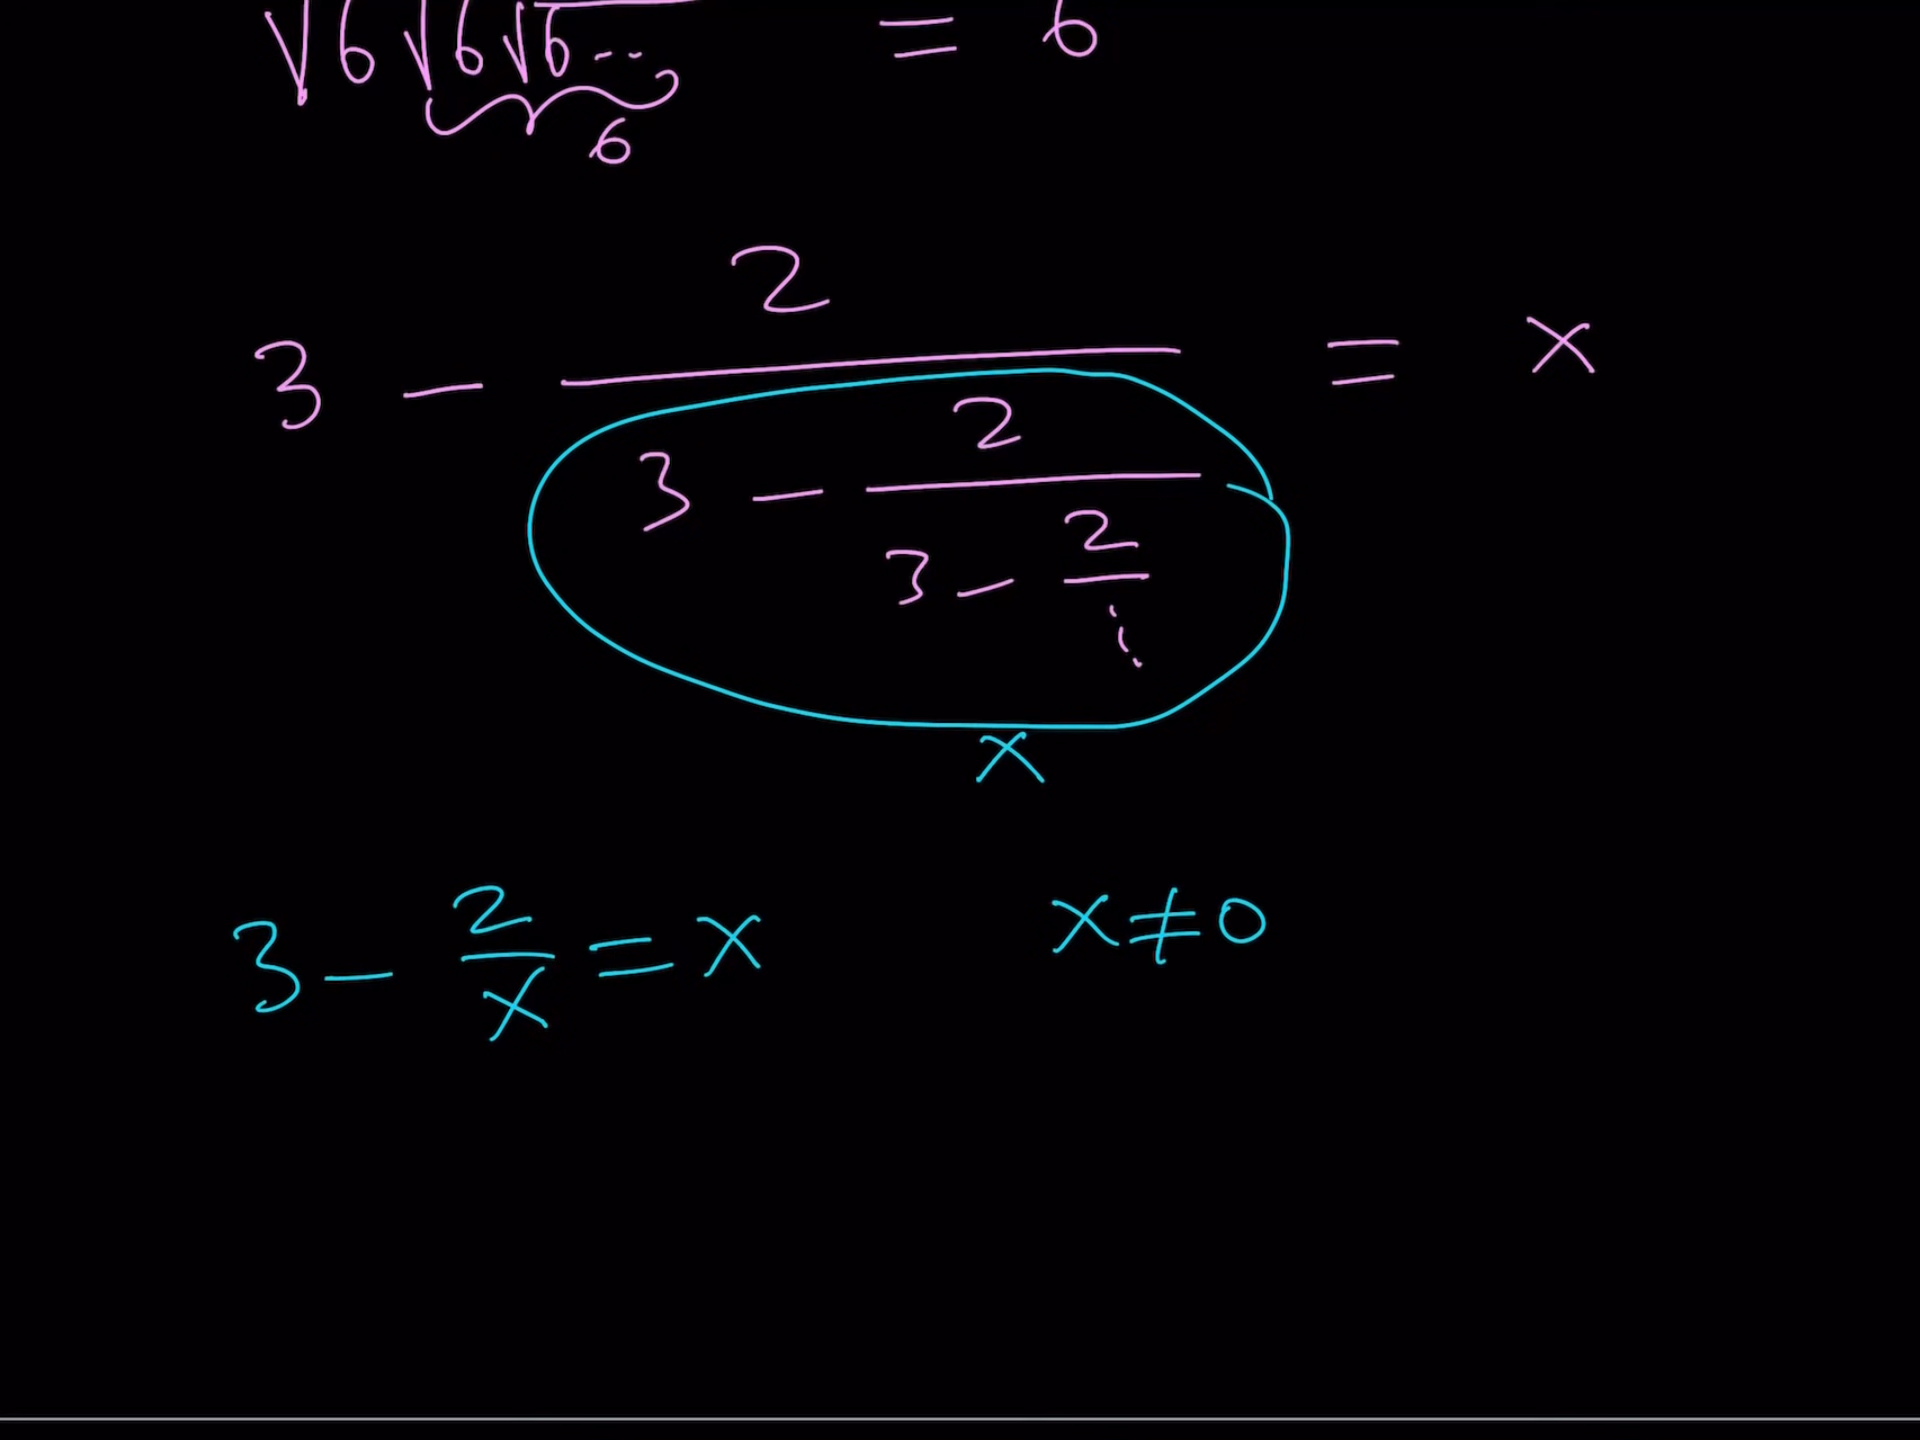 √6√6√6... = 6
6
3 - 2/(3 - 2/(3 - 2/⋱)) = x
x
3 - 2/x = x x ≠ 0